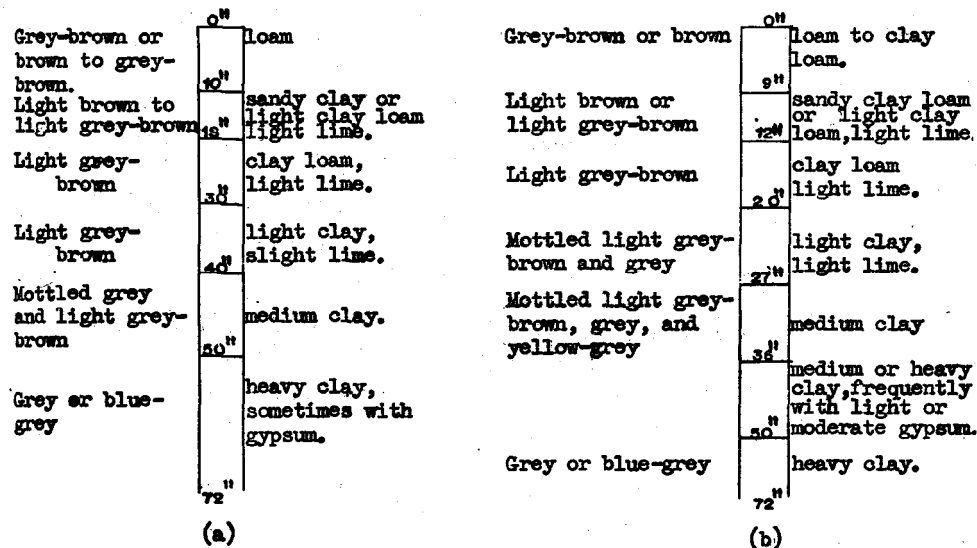 0"
Grey-brown or
brown to grey-
brown.
loam
10"
Light brown to
light grey-brown
sandy clay or
light clay loam
light lime.
18"
Light grey-
brown
clay loam,
light lime.
30"
Light grey-
brown
light clay,
slight lime.
40"
Mottled grey
and light grey-
brown
medium clay.
50"
Grey or blue-
grey
heavy clay,
sometimes with
gypsum.
72"
(a)
0"
Grey-brown or brown
loam to clay
loam.
9"
Light brown or
light grey-brown
sandy clay loam
or light clay
loam, light lime.
12"
Light grey-brown
clay loam
light lime.
20"
Mottled light grey-
brown and grey
light clay,
light lime.
27"
Mottled light grey-
brown, grey, and
yellow-grey
medium clay
36"
medium or heavy
clay, frequently
with light or
moderate gypsum.
50"
Grey or blue-grey
heavy clay.
72"
(b)